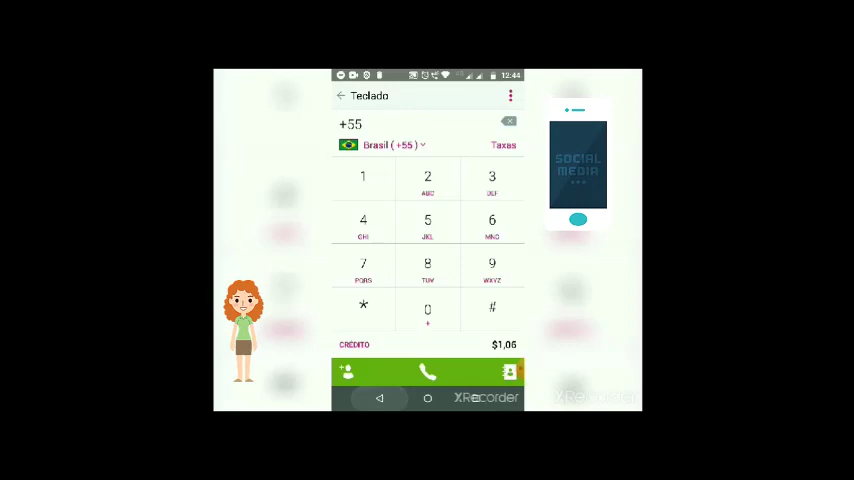 12:44
Teclado
+55
Brasil ( +55 )
Taxas
1
2
3
ABC
DEF
4
5
6
GHI
JKL
MNO
7
8
9
PQRS
TUV
WXYZ
*
0
#
+
CRÉDITO
$1,06
XRecorder
XRecorder
SOCIAL
MEDIA